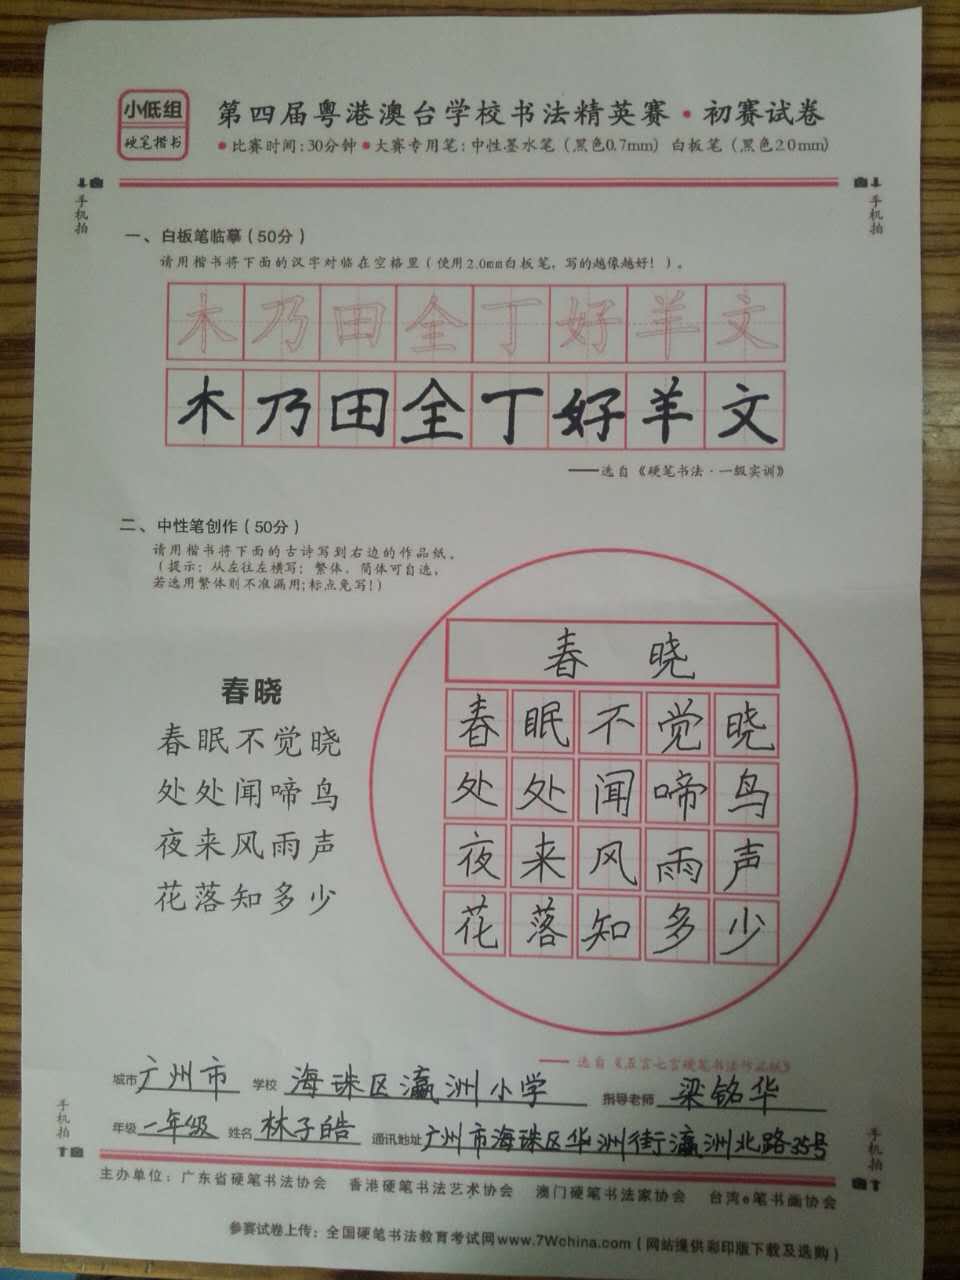 小低组
硬笔楷书
第四届粤港澳台学校书法精英赛·初赛试卷
●比赛时间:30分钟●大赛专用笔:中性墨水笔(黑色0.7mm) 白板笔(黑色2.0mm)
手机拍
手机拍
一、白板笔临摹(50分)
请用楷书将下面的汉字对临在空格里(使用2.0mm白板笔,写的越像越好!)。
木乃田全丁好羊文
木乃田全丁好羊文
——选自《硬笔书法·一级实训》
二、中性笔创作(50分)
请用楷书将下面的古诗写到右边的作品纸。
(提示:从左往左横写;繁体、简体可自选,
若选用繁体则不准漏用;标点免写!)
春晓
春眠不觉晓
处处闻啼鸟
夜来风雨声
花落知多少
春 晓
春眠不觉晓
处处闻啼鸟
夜来风雨声
花落知多少
—— 选自《五言七言硬笔书法作品纸》
城市 广州市 学校 海珠区瀛洲小学 指导老师 梁铭华
年级 一年级 姓名 林子皓 通讯地址 广州市海珠区华洲街瀛洲北路35号
手机拍
手机拍
主办单位:广东省硬笔书法协会 香港硬笔书法艺术协会 澳门硬笔书法家协会 台湾e笔书画协会
参赛试卷上传:全国硬笔书法教育考试网www.7Wchina.com(网站提供彩印版下载及选购)